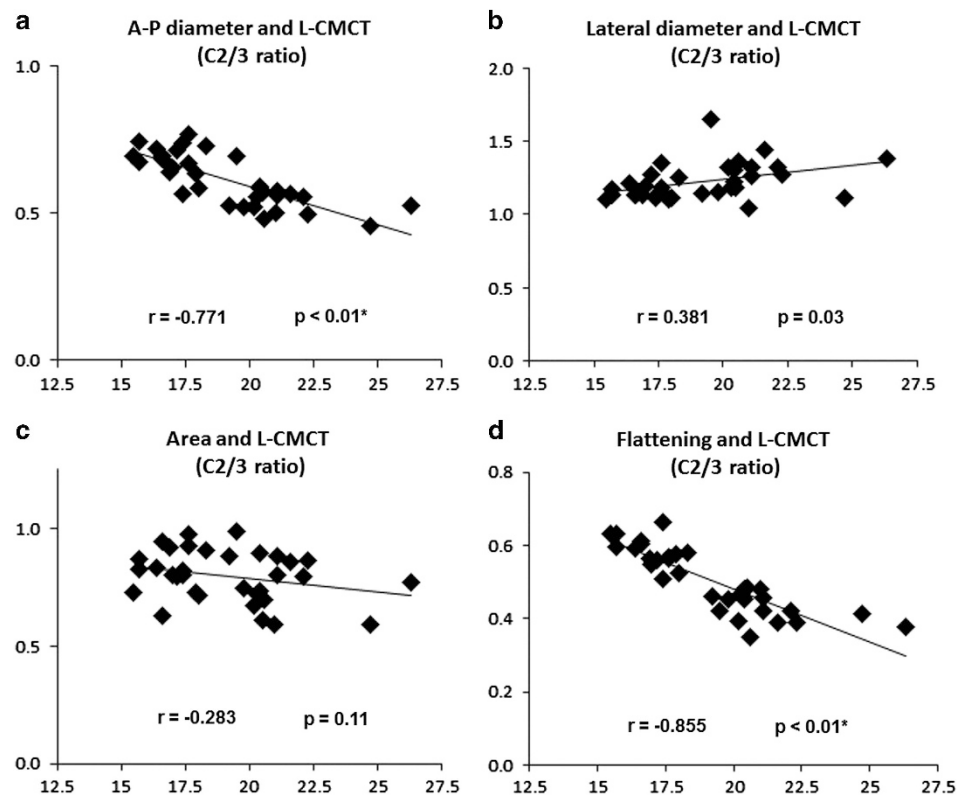 a
A-P diameter and L-CMCT
(C2/3 ratio)
1.0
0.5
0.0
r = -0.771 p < 0.01*
12.5 15 17.5 20 22.5 25 27.5
b
Lateral diameter and L-CMCT
(C2/3 ratio)
2.0
1.5
1.0
0.5
0.0
r = 0.381 p = 0.03
12.5 15 17.5 20 22.5 25 27.5
c
Area and L-CMCT
(C2/3 ratio)
1.0
0.5
0.0
r = -0.283 p = 0.11
12.5 15 17.5 20 22.5 25 27.5
d
Flattening and L-CMCT
(C2/3 ratio)
0.8
0.6
0.4
0.2
0.0
r = -0.855 p < 0.01*
12.5 15 17.5 20 22.5 25 27.5